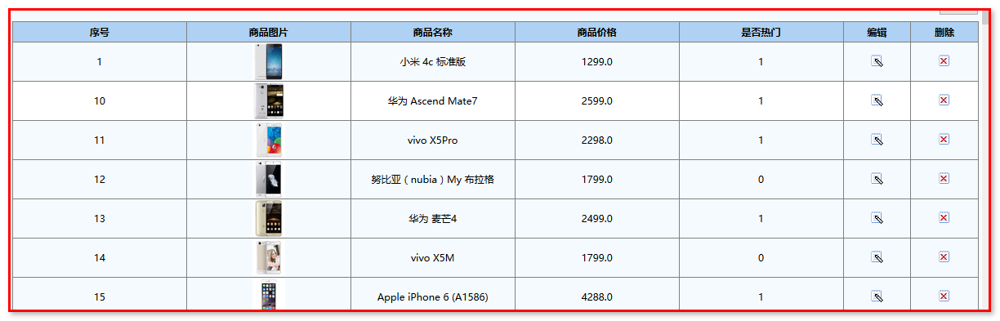 序号 商品图片 商品名称 商品价格 是否热门 编辑 删除
1 小米 4c 标准版 1299.0 1
10 华为 Ascend Mate7 2599.0 1
11 vivo X5Pro 2298.0 1
12 努比亚（nubia）My 布拉格 1799.0 0
13 华为 麦芒4 2499.0 1
14 vivo X5M 1799.0 0
15 Apple iPhone 6 (A1586) 4288.0 1